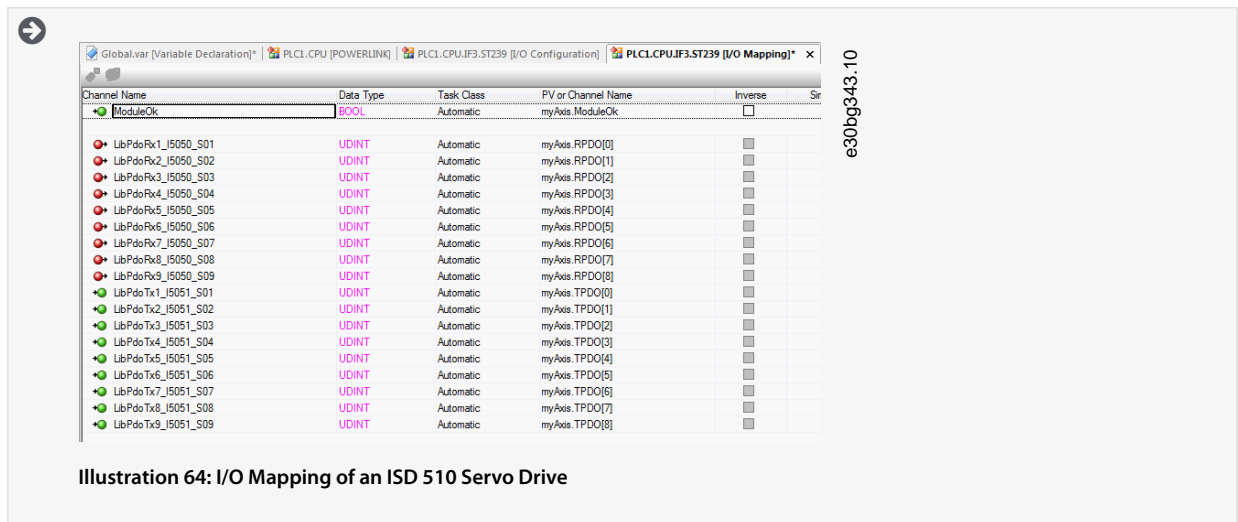 Global.var [Variable Declaration]* PLC1.CPU [POWERLINK] PLC1.CPU.IF3.ST239 [I/O Configuration] PLC1.CPU.IF3.ST239 [I/O Mapping]* ×
Channel Name Data Type Task Class PV or Channel Name Inverse Sir
ModuleOk BOOL Automatic myAxis.ModuleOk
LibPdoRx1_I5050_S01 UDINT Automatic myAxis.RPDO[0]
LibPdoRx2_I5050_S02 UDINT Automatic myAxis.RPDO[1]
LibPdoRx3_I5050_S03 UDINT Automatic myAxis.RPDO[2]
LibPdoRx4_I5050_S04 UDINT Automatic myAxis.RPDO[3]
LibPdoRx5_I5050_S05 UDINT Automatic myAxis.RPDO[4]
LibPdoRx6_I5050_S06 UDINT Automatic myAxis.RPDO[5]
LibPdoRx7_I5050_S07 UDINT Automatic myAxis.RPDO[6]
LibPdoRx8_I5050_S08 UDINT Automatic myAxis.RPDO[7]
LibPdoRx9_I5050_S09 UDINT Automatic myAxis.RPDO[8]
LibPdoTx1_I5051_S01 UDINT Automatic myAxis.TPDO[0]
LibPdoTx2_I5051_S02 UDINT Automatic myAxis.TPDO[1]
LibPdoTx3_I5051_S03 UDINT Automatic myAxis.TPDO[2]
LibPdoTx4_I5051_S04 UDINT Automatic myAxis.TPDO[3]
LibPdoTx5_I5051_S05 UDINT Automatic myAxis.TPDO[4]
LibPdoTx6_I5051_S06 UDINT Automatic myAxis.TPDO[5]
LibPdoTx7_I5051_S07 UDINT Automatic myAxis.TPDO[6]
LibPdoTx8_I5051_S08 UDINT Automatic myAxis.TPDO[7]
LibPdoTx9_I5051_S09 UDINT Automatic myAxis.TPDO[8]
e30bg343.10
Illustration 64: I/O Mapping of an ISD 510 Servo Drive